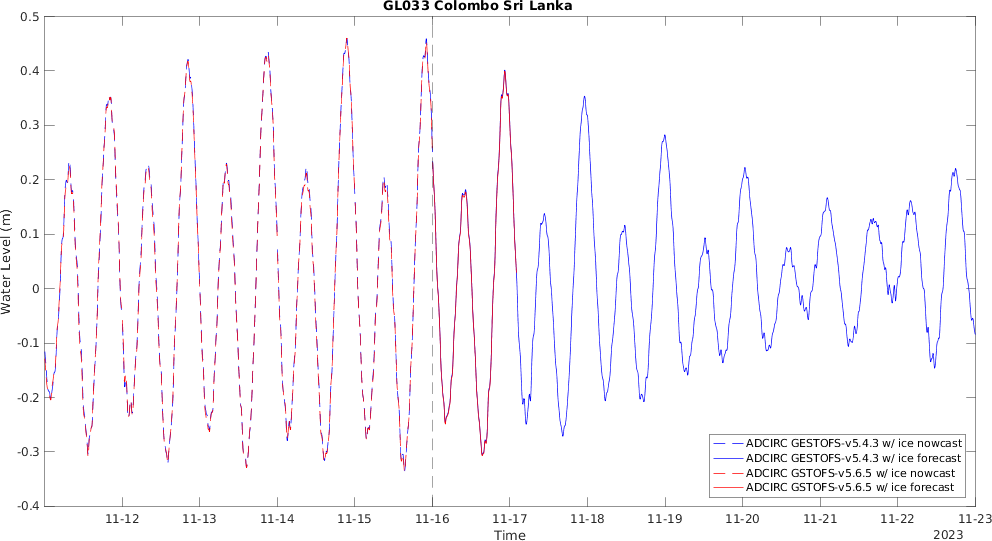 GL033 Colombo Sri Lanka
0.5
0.4
0.3
0.2
0.1
0
-0.1
-0.2
-0.3
-0.4
Water Level (m)
ADCIRC GESTOFS-v5.4.3 w/ ice nowcast
ADCIRC GESTOFS-v5.4.3 w/ ice forecast
ADCIRC GSTOFS-v5.6.5 w/ ice nowcast
ADCIRC GSTOFS-v5.6.5 w/ ice forecast
11-12 11-13 11-14 11-15 11-16 11-17 11-18 11-19 11-20 11-21 11-22 11-23
Time
2023